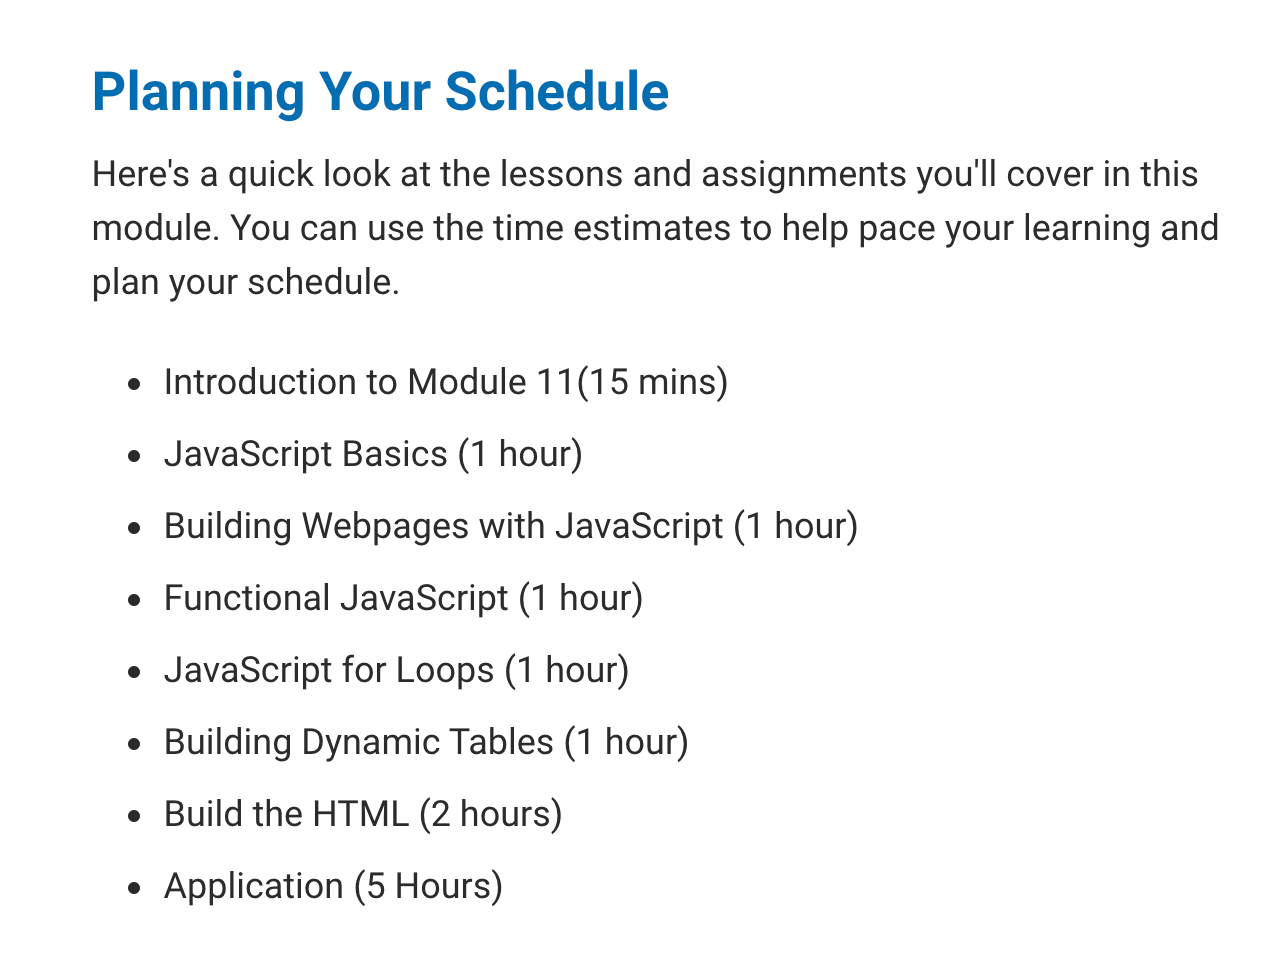 Planning Your Schedule
Here's a quick look at the lessons and assignments you'll cover in this
module. You can use the time estimates to help pace your learning and
plan your schedule.
• Introduction to Module 11(15 mins)
• JavaScript Basics (1 hour)
• Building Webpages with JavaScript (1 hour)
• Functional JavaScript (1 hour)
• JavaScript for Loops (1 hour)
• Building Dynamic Tables (1 hour)
• Build the HTML (2 hours)
• Application (5 Hours)